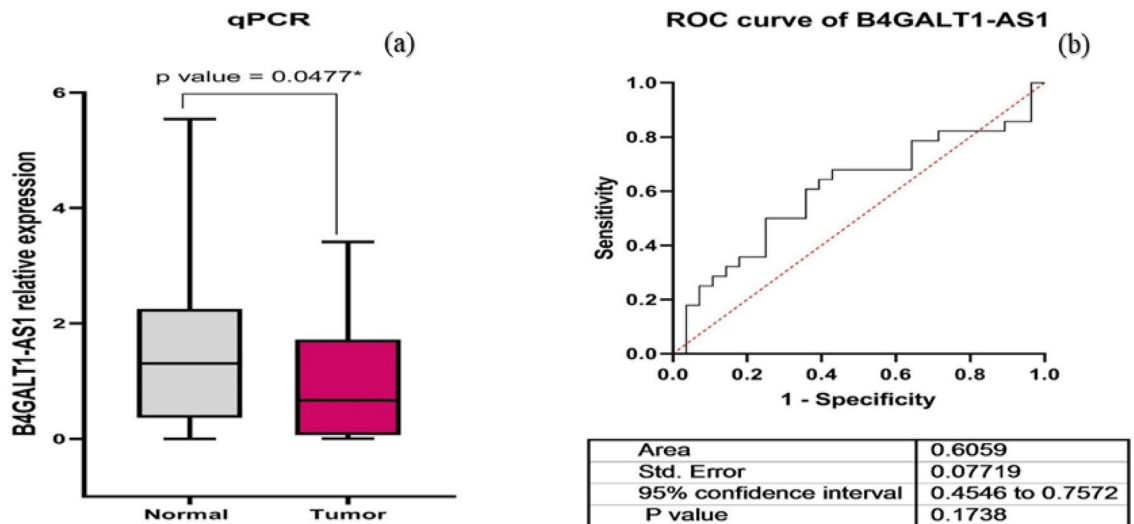 qPCR
(a)
p value = 0.0477*
6
4
2
0
B4GALT1-AS1 relative expression
Normal
Tumor
ROC curve of B4GALT1-AS1
(b)
1.0
0.8
0.6
0.4
0.2
0.0
Sensitivity
0.0 0.2 0.4 0.6 0.8 1.0
1 - Specificity
Area 0.6059
Std. Error 0.07719
95% confidence interval 0.4546 to 0.7572
P value 0.1738